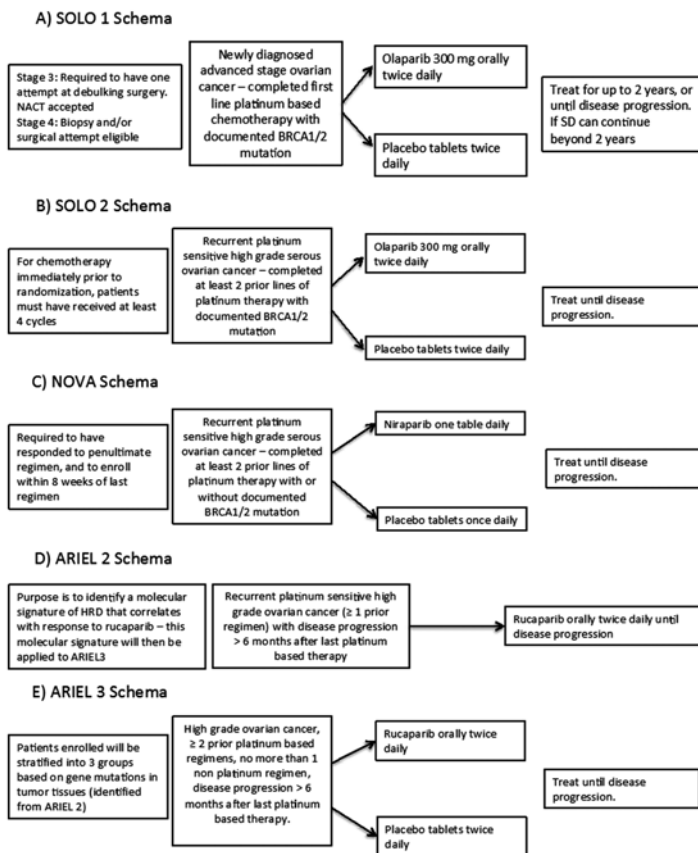 A) SOLO 1 Schema
Stage 3: Required to have one
attempt at debulking surgery.
NACT accepted
Stage 4: Biopsy and/or
surgical attempt eligible
Newly diagnosed
advanced stage ovarian
cancer – completed first
line platinum based
chemotherapy with
documented BRCA1/2
mutation
Olaparib 300 mg orally
twice daily
Placebo tablets twice
daily
Treat for up to 2 years, or
until disease progression.
If SD can continue
beyond 2 years
B) SOLO 2 Schema
For chemotherapy
immediately prior to
randomization, patients
must have received at least
4 cycles
Recurrent platinum
sensitive high grade serous
ovarian cancer – completed
at least 2 prior lines of
platinum therapy with
documented BRCA1/2
mutation
Olaparib 300 mg orally
twice daily
Placebo tablets twice daily
Treat until disease
progression.
C) NOVA Schema
Required to have
responded to penultimate
regimen, and to enroll
within 8 weeks of last
regimen
Recurrent platinum
sensitive high grade serous
ovarian cancer – completed
at least 2 prior lines of
platinum therapy with or
without documented
BRCA1/2 mutation
Niraparib one table daily
Placebo tablets once daily
Treat until disease
progression.
D) ARIEL 2 Schema
Purpose is to identify a molecular
signature of HRD that correlates
with response to rucaparib – this
molecular signature will then be
applied to ARIEL3
Recurrent platinum sensitive high
grade ovarian cancer (≥ 1 prior
regimen) with disease progression
> 6 months after last platinum
based therapy
Rucaparib orally twice daily until
disease progression
E) ARIEL 3 Schema
Patients enrolled will be
stratified into 3 groups
based on gene mutations in
tumor tissues (identified
from ARIEL 2)
High grade ovarian cancer,
≥ 2 prior platinum based
regimens, no more than 1
non platinum regimen,
disease progression > 6
months after last platinum
based therapy.
Rucaparib orally twice
daily
Placebo tablets twice
daily
Treat until disease
progression.